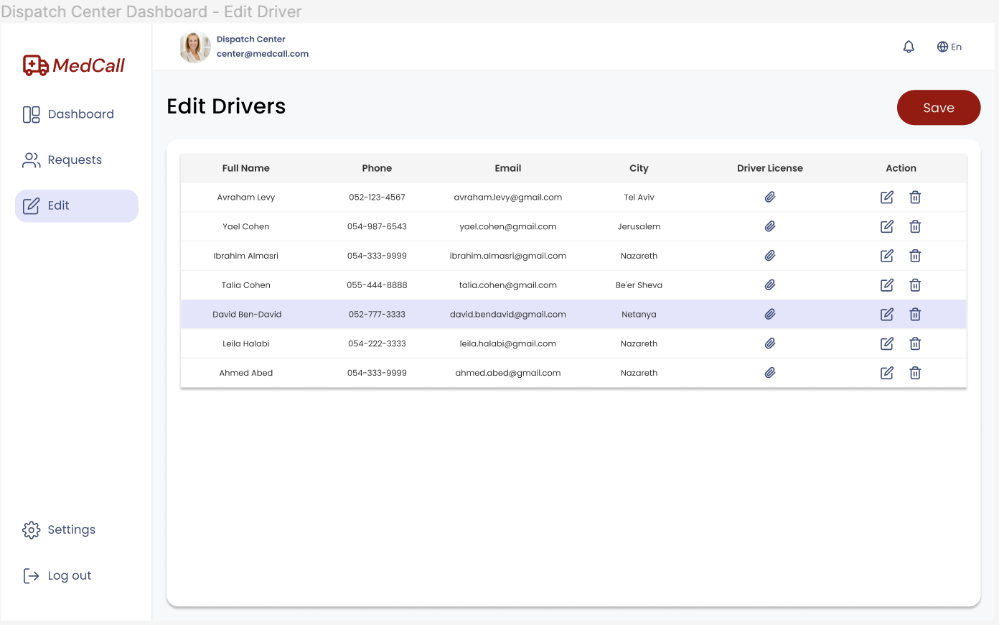 Dispatch Center Dashboard - Edit Driver
MedCall
Dispatch Center
center@medcall.com
En
Dashboard
Requests
Edit
Settings
Log out
Edit Drivers
Save
Full Name Phone Email City Driver License Action
Avraham Levy 052-123-4567 avraham.levy@gmail.com Tel Aviv
Yael Cohen 054-987-6543 yael.cohen@gmail.com Jerusalem
Ibrahim Almasri 054-333-9999 ibrahim.almasri@gmail.com Nazareth
Talia Cohen 055-444-8888 talia.cohen@gmail.com Be'er Sheva
David Ben-David 052-777-3333 david.bendavid@gmail.com Netanya
Leila Halabi 054-222-3333 leila.halabi@gmail.com Nazareth
Ahmed Abed 054-333-9999 ahmed.abed@gmail.com Nazareth